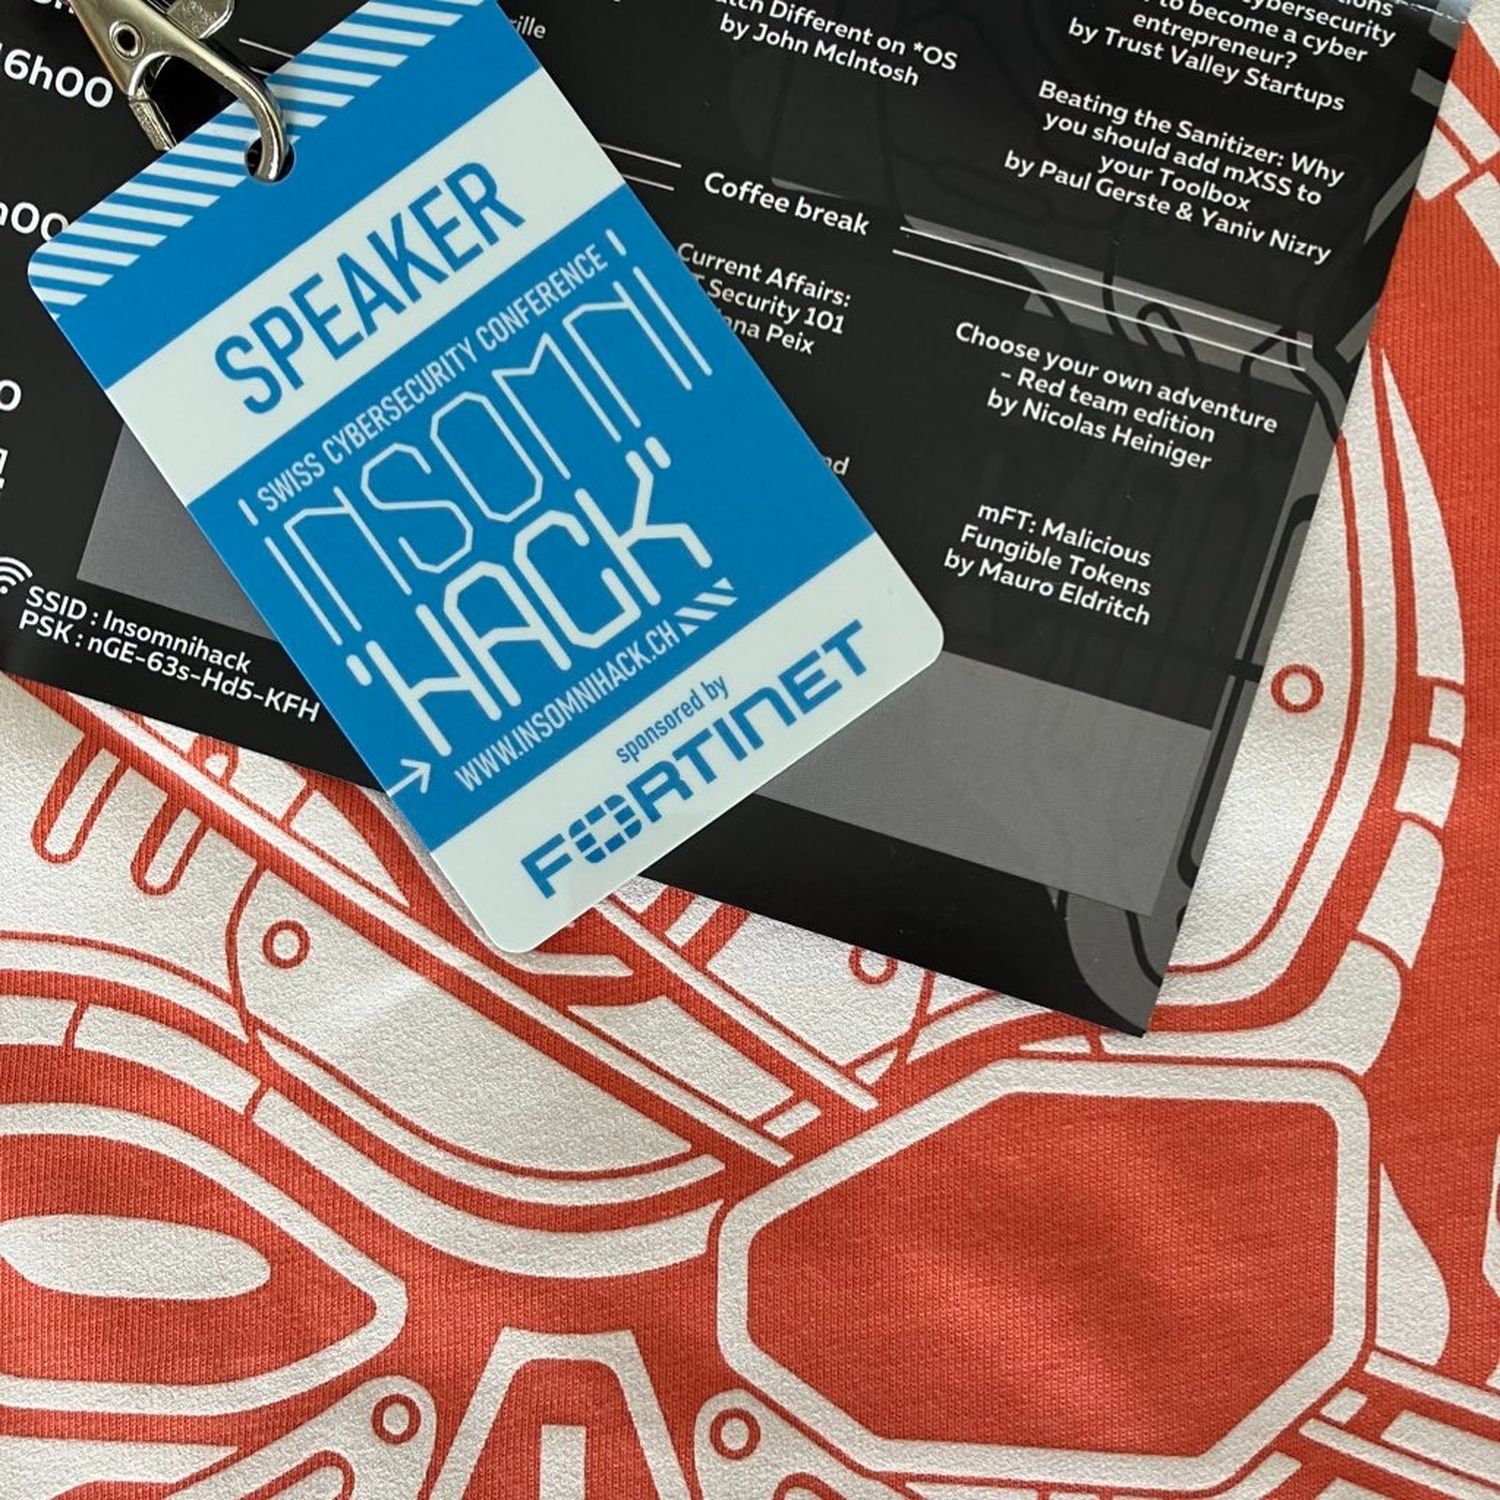 16h00
SPEAKER
SWISS CYBERSECURITY CONFERENCE
INSOMNI
'HACK'
WWW.INSOMNIHACK.CH
sponsored by
FORTINET
SSID : Insomnihack
PSK : nGE-63s-Hd5-KFH
Different on *OS
by John McIntosh
Coffee break
Current Affairs:
Security 101
Peix
cybersecurity
to become a cyber
entrepreneur?
by Trust Valley Startups
Beating the Sanitizer: Why
you should add mXSS to
your Toolbox
by Paul Gerste & Yaniv Nizry
Choose your own adventure
- Red team edition
by Nicolas Heiniger
mFT: Malicious
Fungible Tokens
by Mauro Eldritch